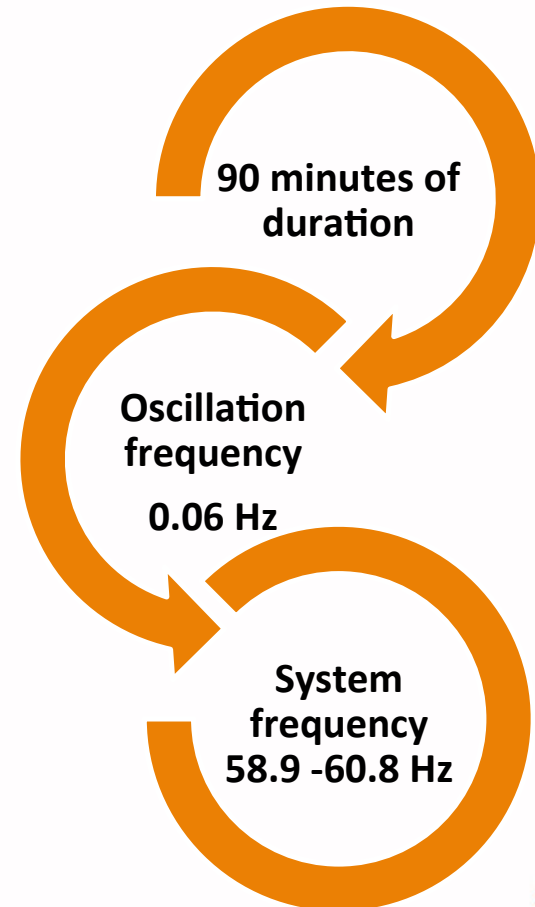 90 minutes of
duration
Oscillation
frequency
0.06 Hz
System
frequency
58.9 -60.8 Hz